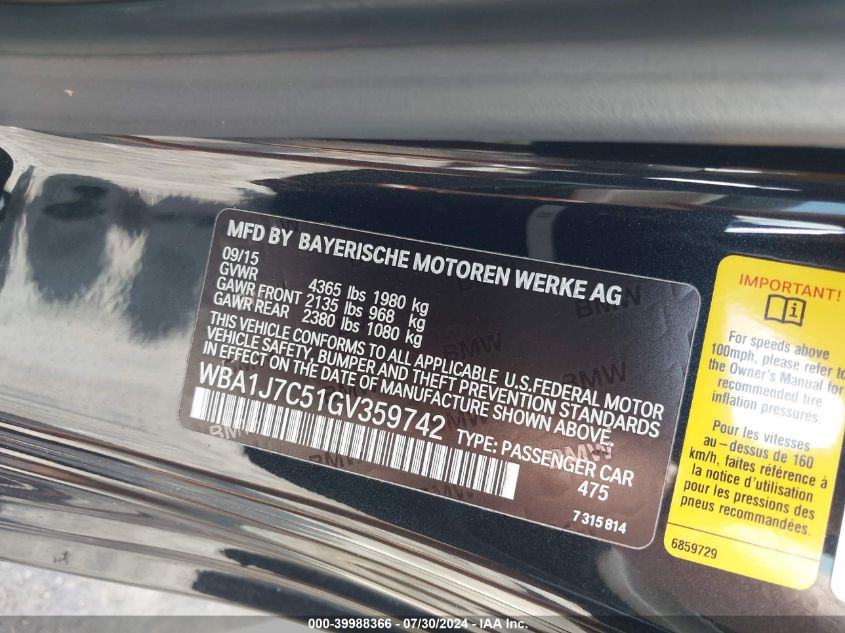 MFD BY BAYERISCHE MOTOREN WERKE AG
09/15
GVWR 4365 lbs 1980 kg
GAWR FRONT 2135 lbs 968 kg
GAWR REAR 2380 lbs 1080 kg
THIS VEHICLE CONFORMS TO ALL APPLICABLE U.S.FEDERAL MOTOR
VEHICLE SAFETY, BUMPER AND THEFT PREVENTION STANDARDS
IN EFFECT ON THE DATE OF MANUFACTURE SHOWN ABOVE.
WBA1J7C51GV359742
TYPE: PASSENGER CAR
475
7 315 814
IMPORTANT!
For speeds above
100mph, please refer to
the Owner's Manual for
recommended tire
inflation pressures.
Pour les vitesses
au-dessus de 160
km/h, faites référence à
la notice d'utilisation
pour les pressions des
pneus recommandées.
6859729
000-39988366 / 07/30/2024 / IAA, Inc.